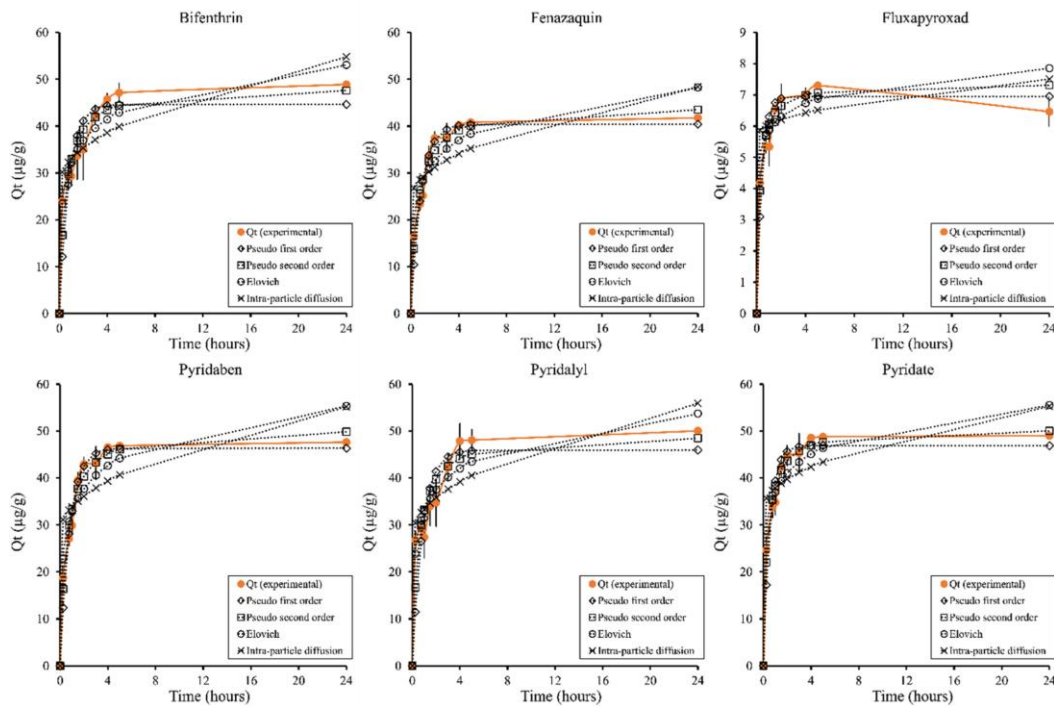 Bifenthrin
60
50
40
30
20
10
0
Qt (µg/g)
Qt (experimental)
Pseudo first order
Pseudo second order
Elovich
Intra-particle diffusion
0 4 8 12 16 20 24
Time (hours)
Fenazaquin
60
50
40
30
20
10
0
Qt (µg/g)
Qt (experimental)
Pseudo first order
Pseudo second order
Elovich
Intra-particle diffusion
0 4 8 12 16 20 24
Time (hours)
Fluxapyroxad
9
8
7
6
5
4
3
2
1
0
Qt (µg/g)
Qt (experimental)
Pseudo first order
Pseudo second order
Elovich
Intra-particle diffusion
0 4 8 12 16 20 24
Time (hours)
Pyridaben
60
50
40
30
20
10
0
Qt (µg/g)
Qt (experimental)
Pseudo first order
Pseudo second order
Elovich
Intra-particle diffusion
0 4 8 12 16 20 24
Time (hours)
Pyridalyl
60
50
40
30
20
10
0
Qt (µg/g)
Qt (experimental)
Pseudo first order
Pseudo second order
Elovich
Intra-particle diffusion
0 4 8 12 16 20 24
Time (hours)
Pyridate
60
50
40
30
20
10
0
Qt (µg/g)
Qt (experimental)
Pseudo first order
Pseudo second order
Elovich
Intra-particle diffusion
0 4 8 12 16 20 24
Time (hours)